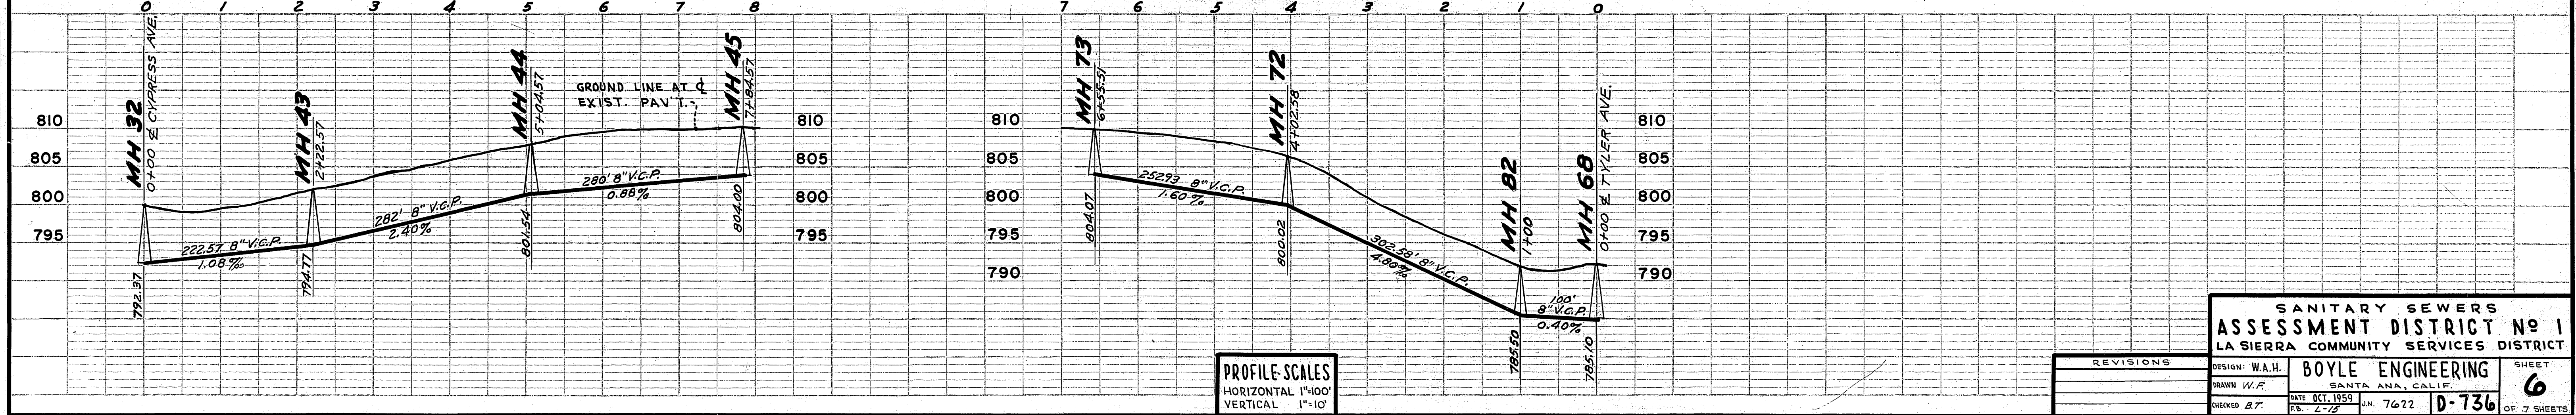 0 1 2 3 4 5 6 7 8
7 6 5 4 3 2 1 0
MH 32
0+00 ℄ CYPRESS AVE.
MH 43
2+22.57
MH 44
5+04.57
GROUND LINE AT ℄
EXIST. PAV'T.
MH 45
7+84.57
810
805
800
795
222.57 8" V.C.P.
1.08%
282' 8" V.C.P.
2.40%
280' 8" V.C.P.
0.88%
792.37
794.77
801.54
804.00
810
805
800
795
810
805
800
795
790
MH 73
6+55.51
MH 72
4+02.58
MH 82
1+00
MH 68
0+00 ℄ TYLER AVE.
252.93 8" V.C.P.
1.60%
302.58' 8" V.C.P.
4.80%
100'
8" V.C.P.
0.40%
804.07
800.02
785.50
785.10
810
805
800
795
790
PROFILE-SCALES
HORIZONTAL 1"=100'
VERTICAL 1"=10'
REVISIONS
SANITARY SEWERS
ASSESSMENT DISTRICT Nº 1
LA SIERRA COMMUNITY SERVICES DISTRICT
DESIGN: W.A.H.
DRAWN W.F.
CHECKED B.T.
BOYLE ENGINEERING
SANTA ANA, CALIF.
DATE OCT. 1959
F.B. L-15
J.N. 7622
D-736
SHEET
6
OF 7 SHEETS